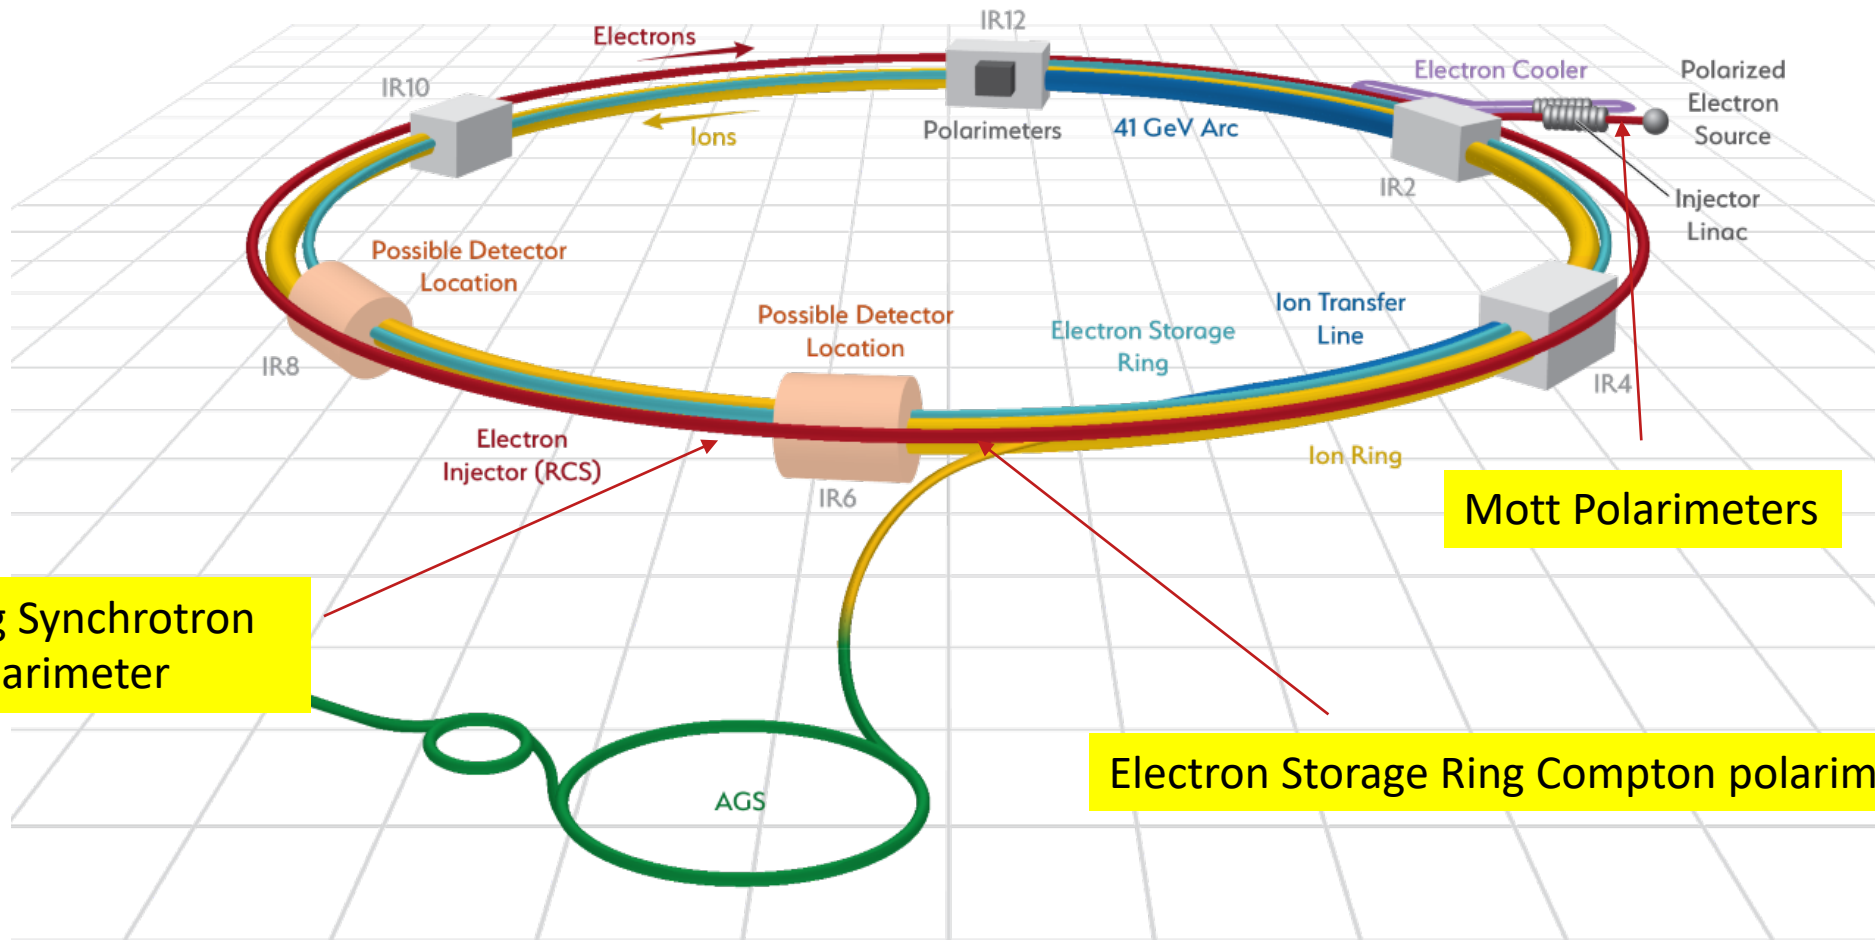 IR12
Electrons
IR10
Electron Cooler
Polarized
Electron
Source
Ions
Polarimeters
41 GeV Arc
IR2
Injector
Linac
Possible Detector
Location
Possible Detector
Location
Ion Transfer
Line
Electron Storage
Ring
IR8
IR4
Electron
Injector (RCS)
IR6
Ion Ring
Mott Polarimeters
g Synchrotron
arimeter
Electron Storage Ring Compton polarim
AGS